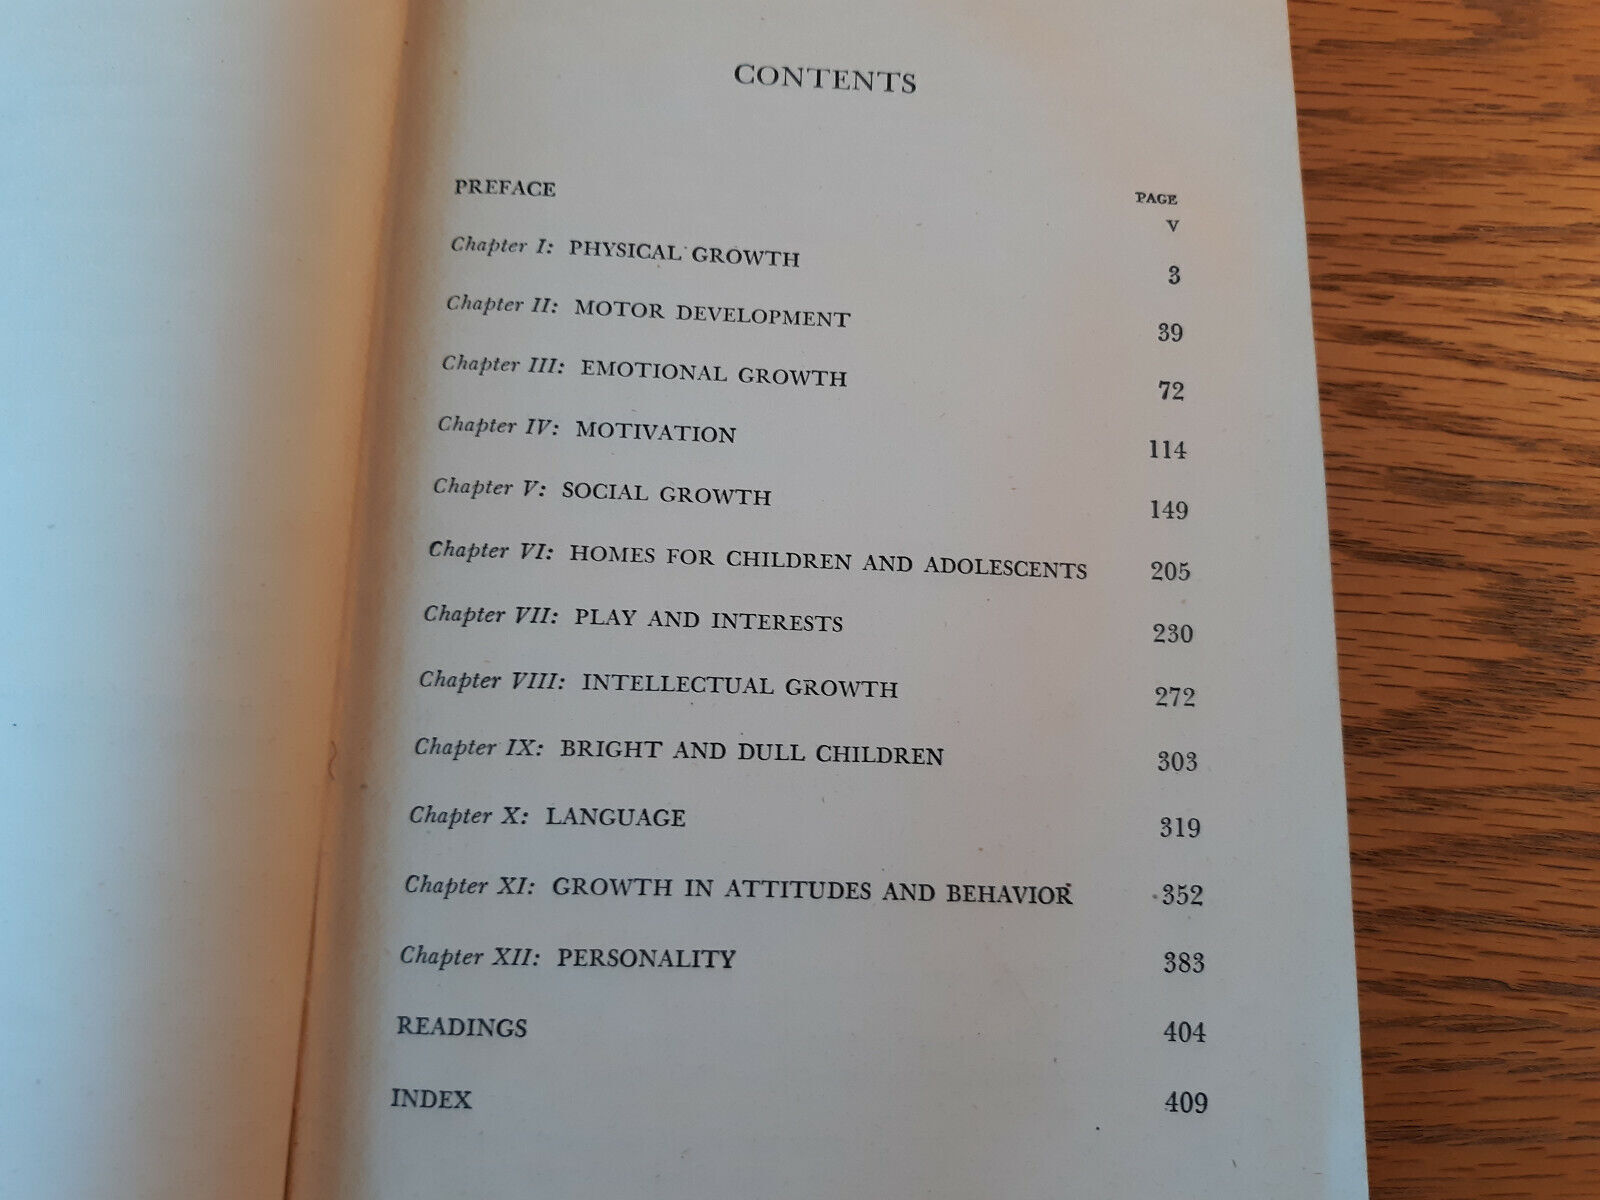 CONTENTS
PAGE
PREFACE v
Chapter I: PHYSICAL GROWTH 3
Chapter II: MOTOR DEVELOPMENT 39
Chapter III: EMOTIONAL GROWTH 72
Chapter IV: MOTIVATION 114
Chapter V: SOCIAL GROWTH 149
Chapter VI: HOMES FOR CHILDREN AND ADOLESCENTS 205
Chapter VII: PLAY AND INTERESTS 230
Chapter VIII: INTELLECTUAL GROWTH 272
Chapter IX: BRIGHT AND DULL CHILDREN 303
Chapter X: LANGUAGE 319
Chapter XI: GROWTH IN ATTITUDES AND BEHAVIOR 352
Chapter XII: PERSONALITY 383
READINGS 404
INDEX 409